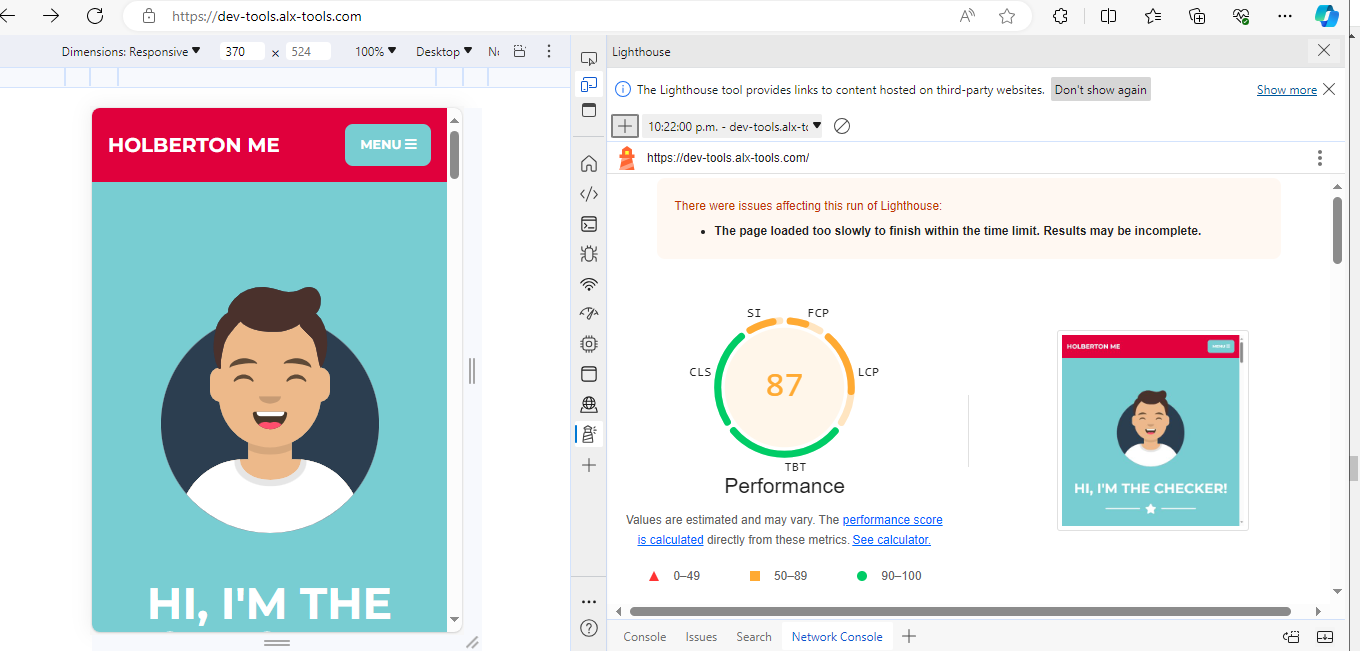 https://dev-tools.alx-tools.com
Dimensions: Responsive 370 × 524 100% Desktop
Lighthouse
The Lighthouse tool provides links to content hosted on third-party websites. Don't show again Show more
10:22:00 p.m. - dev-tools.alx-to
https://dev-tools.alx-tools.com/
HOLBERTON ME MENU
HI, I'M THE
There were issues affecting this run of Lighthouse:
• The page loaded too slowly to finish within the time limit. Results may be incomplete.
SI FCP
CLS LCP
87
TBT
Performance
Values are estimated and may vary. The performance score
is calculated directly from these metrics. See calculator.
0–49 50–89 90–100
HOLBERTON ME MENU
HI, I'M THE CHECKER!
Console Issues Search Network Console